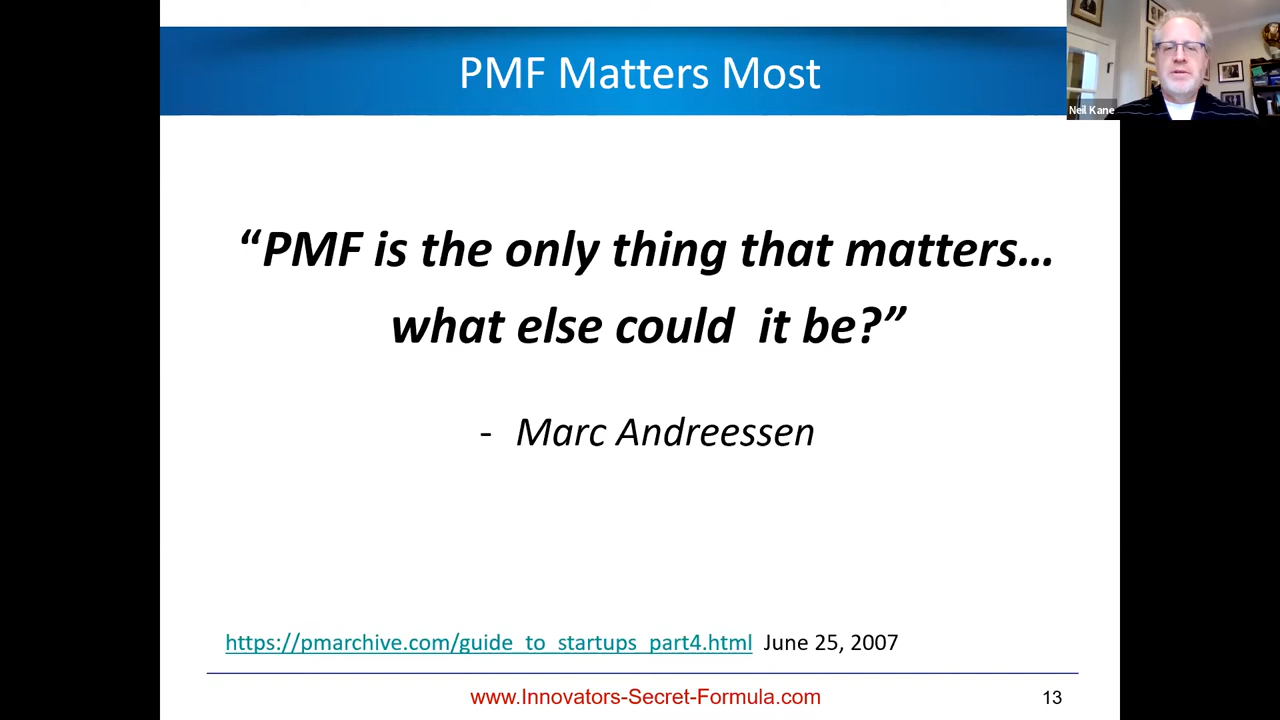 PMF Matters Most
Neil Kane
“PMF is the only thing that matters…
what else could  it be?”
- Marc Andreessen
https://pmarchive.com/guide_to_startups_part4.html June 25, 2007
www.Innovators-Secret-Formula.com
13